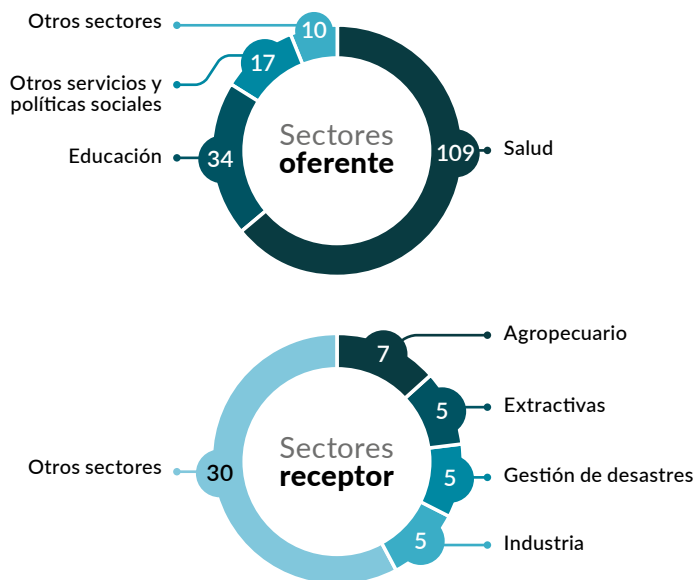 Otros sectores
10
Otros servicios y
políticas sociales
17
Educación
34
Sectores
oferente
109
Salud
Agropecuario
7
Extractivas
5
Otros sectores
30
Sectores
receptor
5
Gestión de desastres
5
Industria